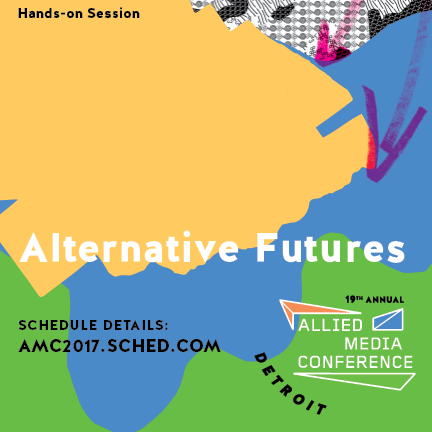 Hands-on Session
Alternative Futures
SCHEDULE DETAILS:
AMC2017.SCHED.COM
19TH ANNUAL
ALLIED
MEDIA
CONFERENCE
DETROIT